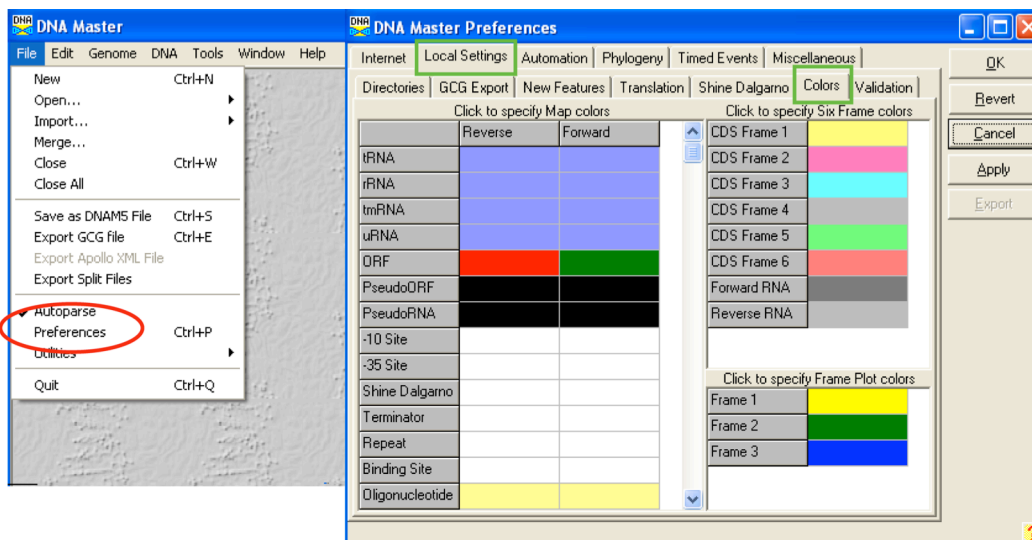 DNA Master
File Edit Genome DNA Tools Window Help
New Ctrl+N
Open...
Import...
Merge...
Close Ctrl+W
Close All
Save as DNAM5 File Ctrl+S
Export GCG file Ctrl+E
Export Apollo XML File
Export Split Files
Autoparse
Preferences Ctrl+P
Utilities
Quit Ctrl+Q
DNA Master Preferences
Internet Local Settings Automation Phylogeny Timed Events Miscellaneous
Directories GCG Export New Features Translation Shine Dalgarno Colors Validation
Click to specify Map colors
Reverse Forward
tRNA
rRNA
tmRNA
uRNA
ORF
PseudoORF
PseudoRNA
-10 Site
-35 Site
Shine Dalgarno
Terminator
Repeat
Binding Site
Oligonucleotide
Click to specify Six Frame colors
CDS Frame 1
CDS Frame 2
CDS Frame 3
CDS Frame 4
CDS Frame 5
CDS Frame 6
Forward RNA
Reverse RNA
Click to specify Frame Plot colors
Frame 1
Frame 2
Frame 3
OK
Revert
Cancel
Apply
Export